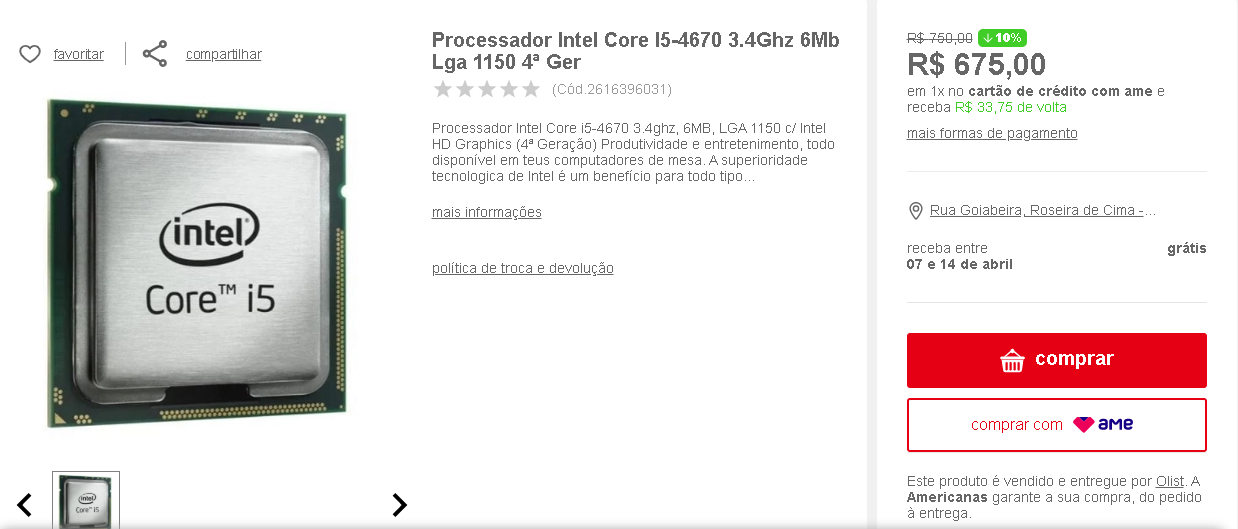 favoritar
compartilhar
intel
Core™ i5
intel
Core™ i5
Processador Intel Core I5-4670 3.4Ghz 6Mb
Lga 1150 4ª Ger
(Cód.2616396031)
Processador Intel Core i5-4670 3.4ghz, 6MB, LGA 1150 c/ Intel
HD Graphics (4ª Geração) Produtividade e entretenimento, todo
disponível em teus computadores de mesa. A superioridade
tecnologica de Intel é um benefício para todo tipo...
mais informações
política de troca e devolução
R$ 750,00 10%
R$ 675,00
em 1x no cartão de crédito com ame e
receba R$ 33,75 de volta
mais formas de pagamento
Rua Goiabeira, Roseira de Cima -...
receba entre grátis
07 e 14 de abril
comprar
comprar com ame
Este produto é vendido e entregue por Olist. A
Americanas garante a sua compra, do pedido
à entrega.